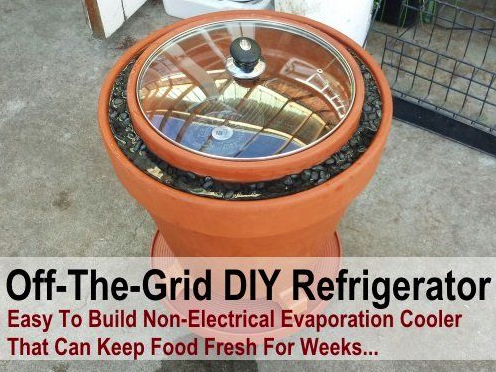 Off-The-Grid DIY Refrigerator
Easy To Build Non-Electrical Evaporation Cooler
That Can Keep Food Fresh For Weeks...